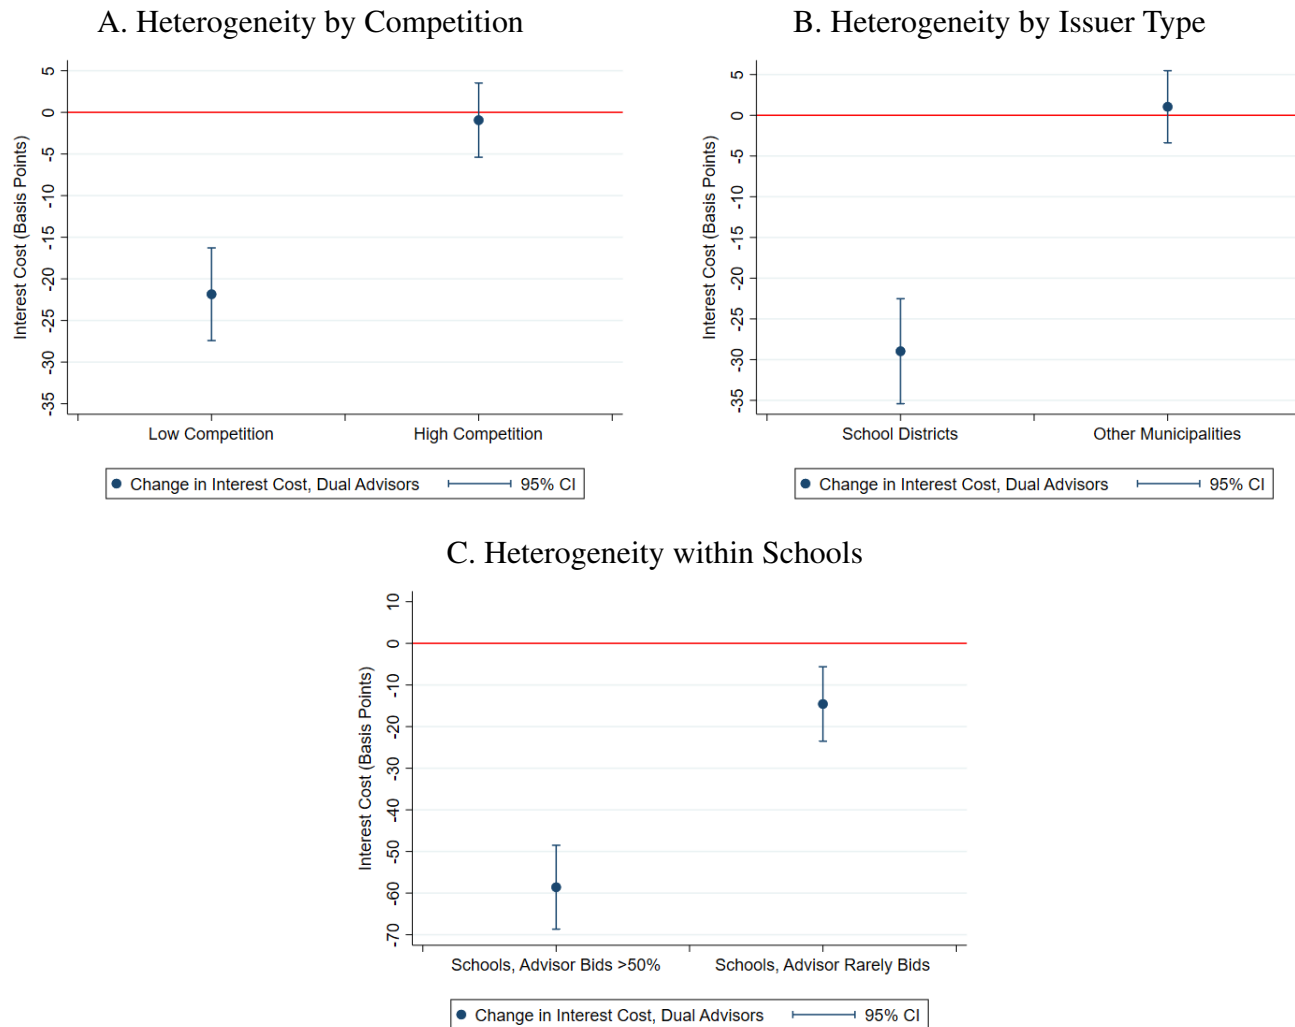 A. Heterogeneity by Competition
Interest Cost (Basis Points)
5
0
-5
-10
-15
-20
-25
-30
-35
Low Competition
High Competition
Change in Interest Cost, Dual Advisors
95% CI
B. Heterogeneity by Issuer Type
Interest Cost (Basis Points)
5
0
-5
-10
-15
-20
-25
-30
-35
School Districts
Other Municipalities
Change in Interest Cost, Dual Advisors
95% CI
C. Heterogeneity within Schools
Interest Cost (Basis Points)
10
0
-10
-20
-30
-40
-50
-60
-70
Schools, Advisor Bids >50%
Schools, Advisor Rarely Bids
Change in Interest Cost, Dual Advisors
95% CI